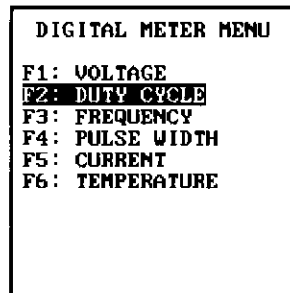 DIGITAL METER MENU
F1: VOLTAGE
F2: DUTY CYCLE
F3: FREQUENCY
F4: PULSE WIDTH
F5: CURRENT
F6: TEMPERATURE